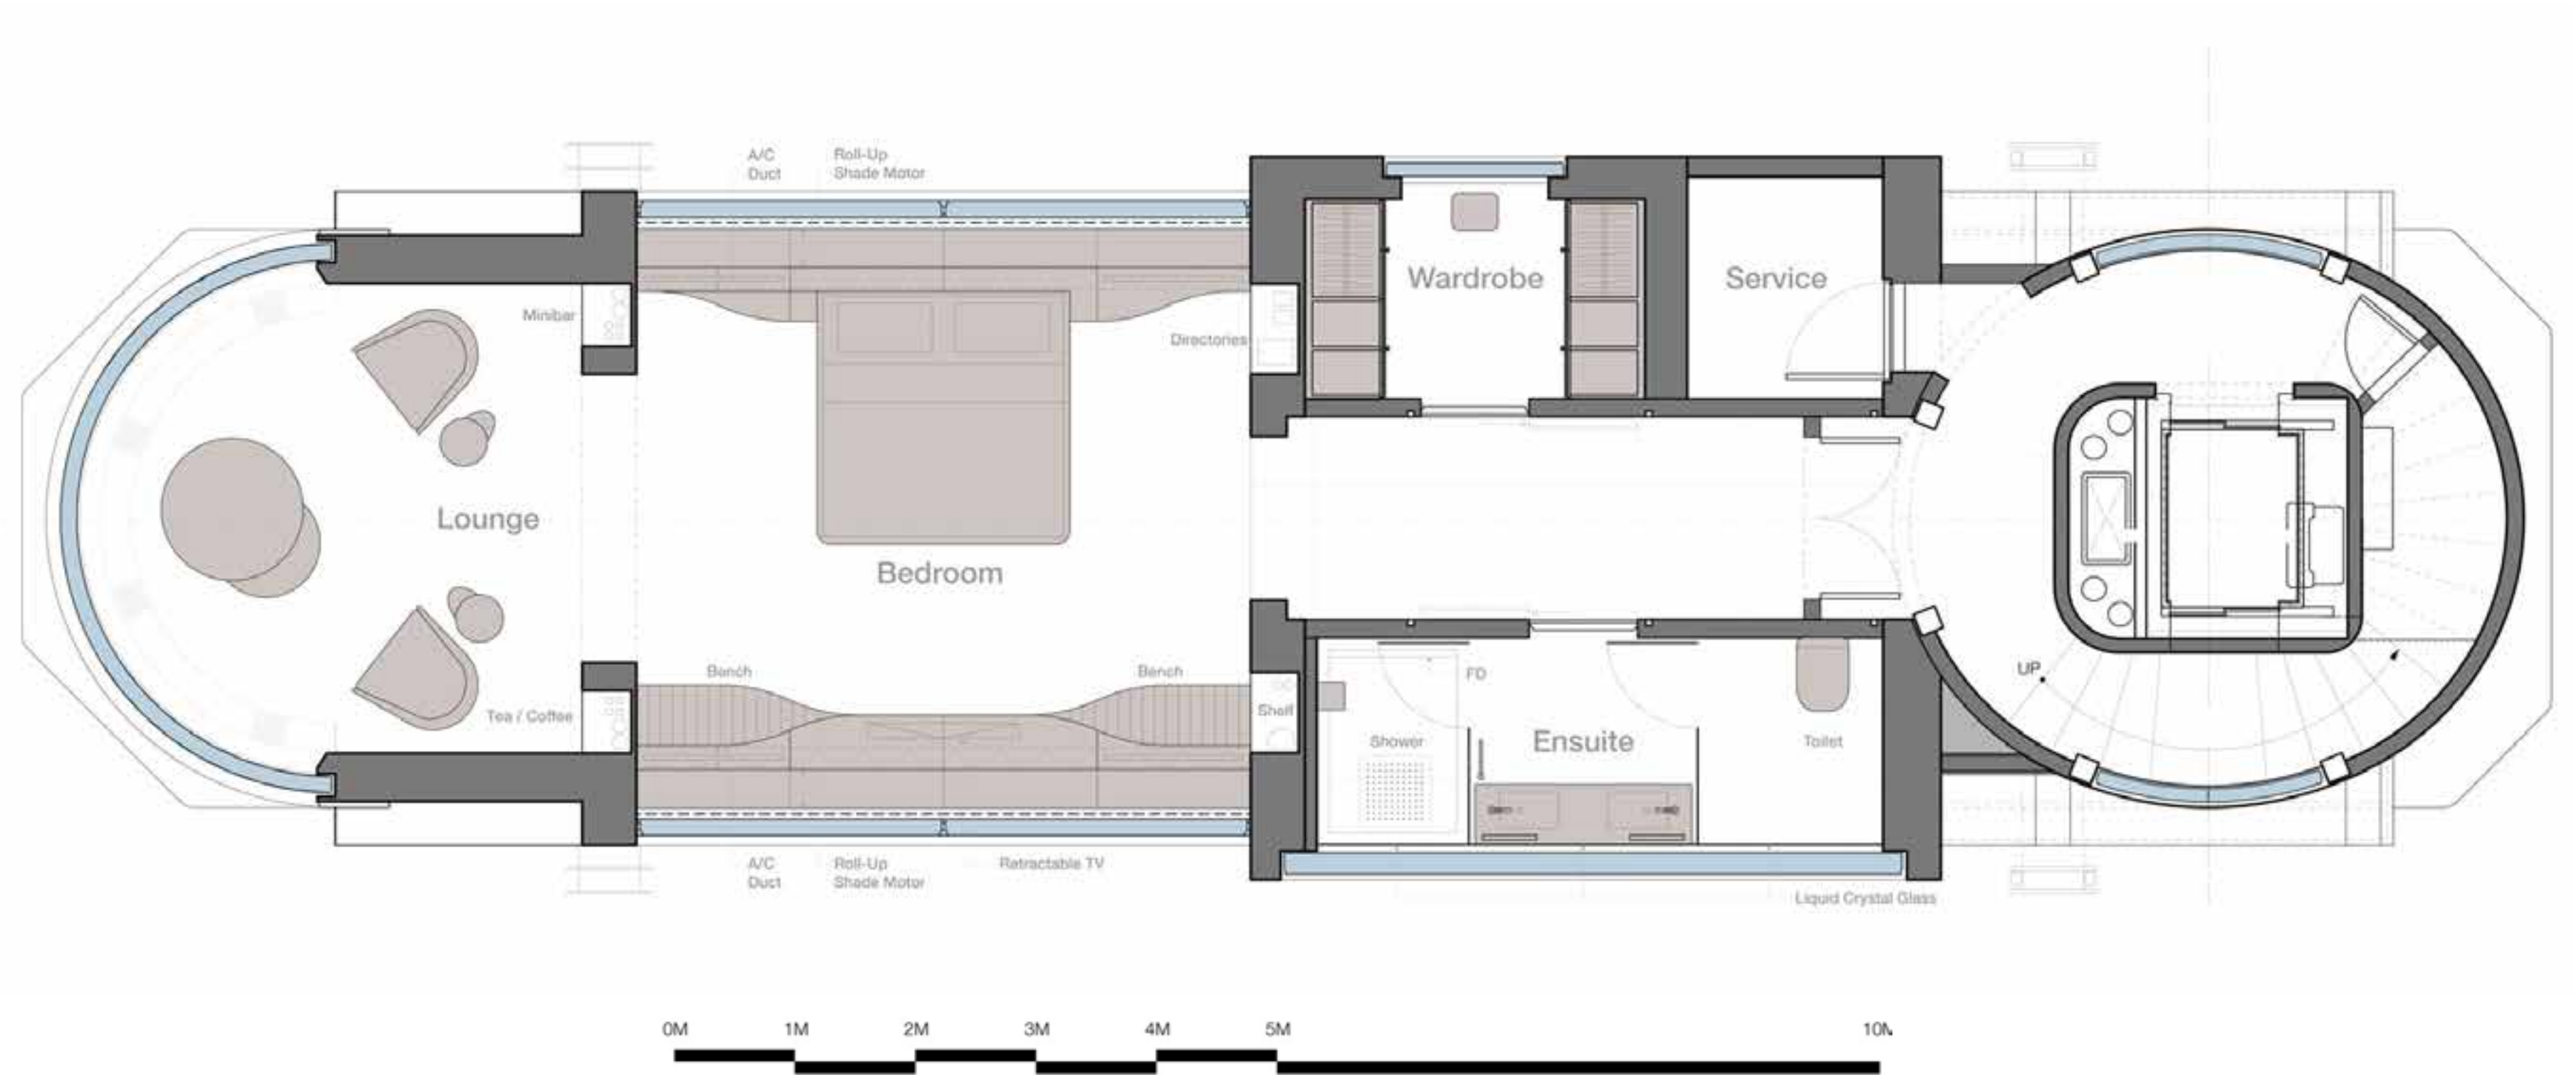 A/C
Duct
Roll-Up
Shade Motor
Wardrobe
Service
Minibar
Directories
Lounge
Bedroom
UP
Bench
Bench
FD
Tea / Coffee
Shelf
Shower
Ensuite
Toilet
A/C
Duct
Roll-Up
Shade Motor
Retractable TV
Liquid Crystal Glass
0M 1M 2M 3M 4M 5M